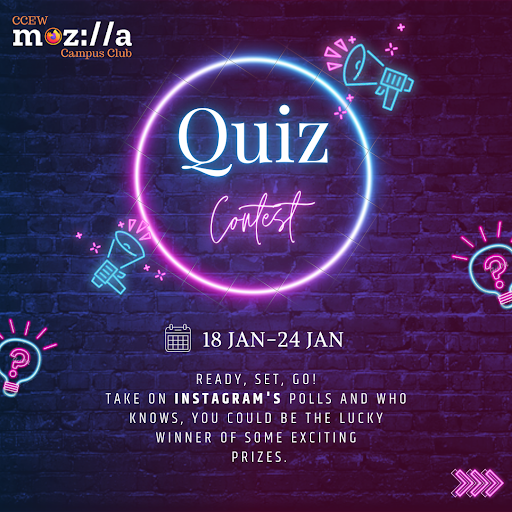 CCEW
moz://a
Campus Club
Quiz
Contest
18 JAN-24 JAN
READY, SET, GO!
TAKE ON INSTAGRAM'S POLLS AND WHO
KNOWS, YOU COULD BE THE LUCKY
WINNER OF SOME EXCITING
PRIZES.
?
?